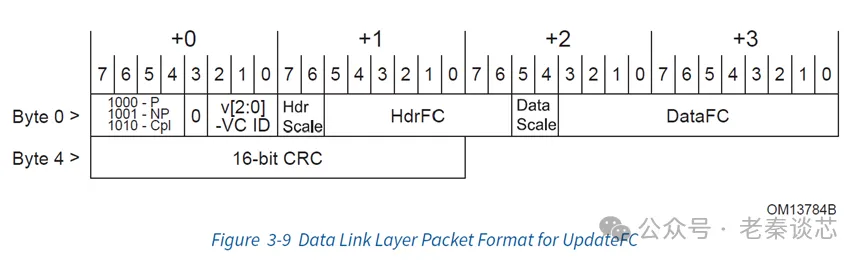 +0 +1 +2 +3
7 6 5 4 3 2 1 0 7 6 5 4 3 2 1 0 7 6 5 4 3 2 1 0 7 6 5 4 3 2 1 0
Byte 0 >
1000 - P
1001 - NP
1010 - Cpl
0
v[2:0]
-VC ID
Hdr
Scale
HdrFC
Data
Scale
DataFC
Byte 4 >
16-bit CRC
OM13784B
公众号 · 老秦谈芯
Figure 3-9 Data Link Layer Packet Format for UpdateFC